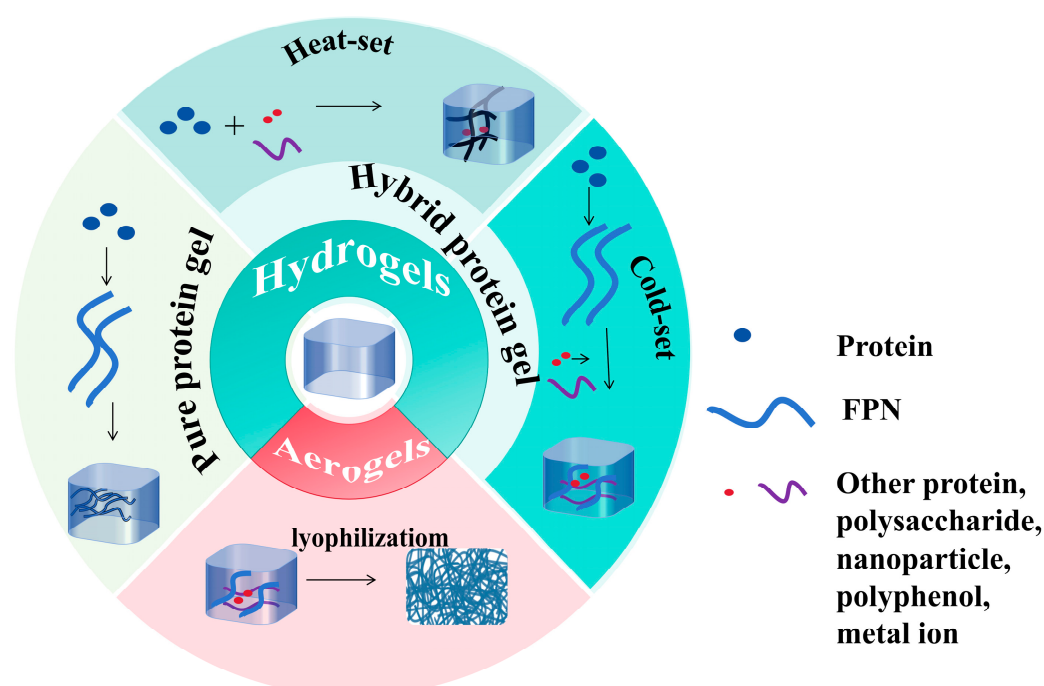 Heat-set
Hybrid protein gel
Cold-set
Pure protein gel
Hydrogels
Aerogels
lyophilizatiom
+
Protein
FPN
Other protein,
polysaccharide,
nanoparticle,
polyphenol,
metal ion